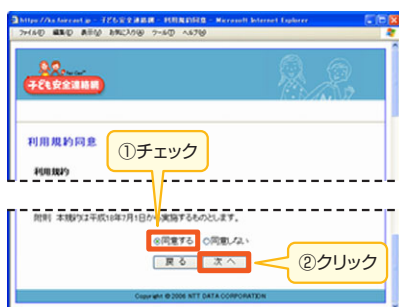 https://ks.faircast.jp - 子ども安全連絡網 - 利用規約同意 - Microsoft Internet Explorer
ファイル(F) 編集(E) 表示(V) お気に入り(A) ツール(T) ヘルプ(H)
子ども安全連絡網
利用規約同意
①チェック
利用規約
附則 本規約は平成18年7月1日から実施するものとします。
同意する 同意しない
戻る 次へ
②クリック
Copyright © 2006 NTT DATA CORPORATION